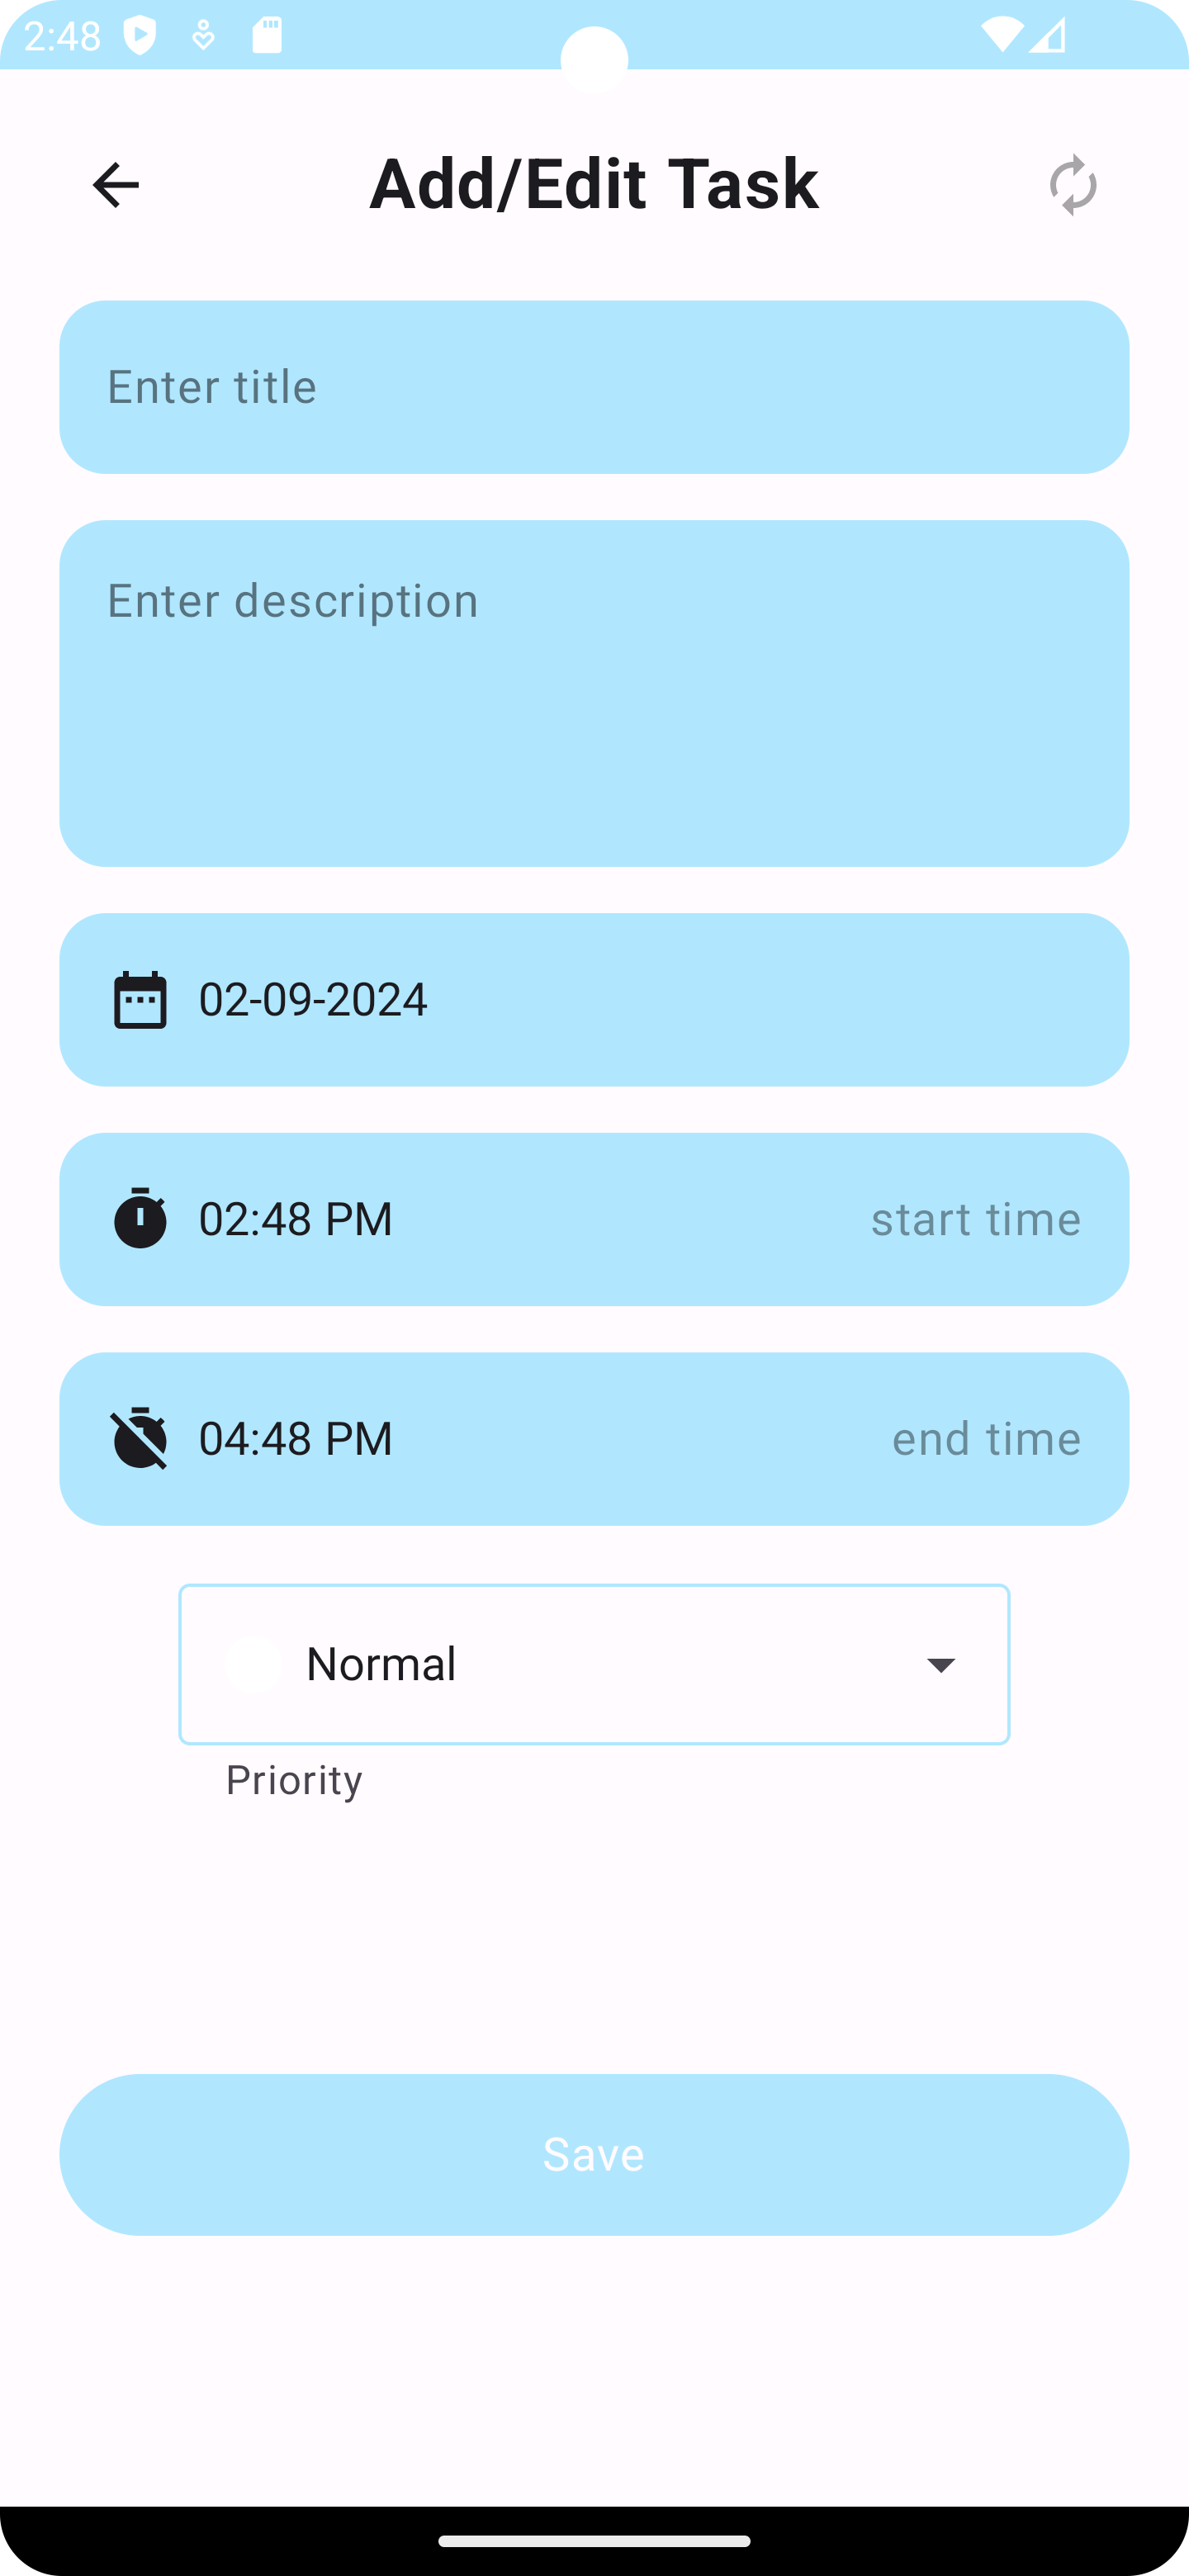 2:48
Add/Edit Task
Enter title
Enter description
02-09-2024
02:48 PM start time
04:48 PM end time
Normal
Priority
Save